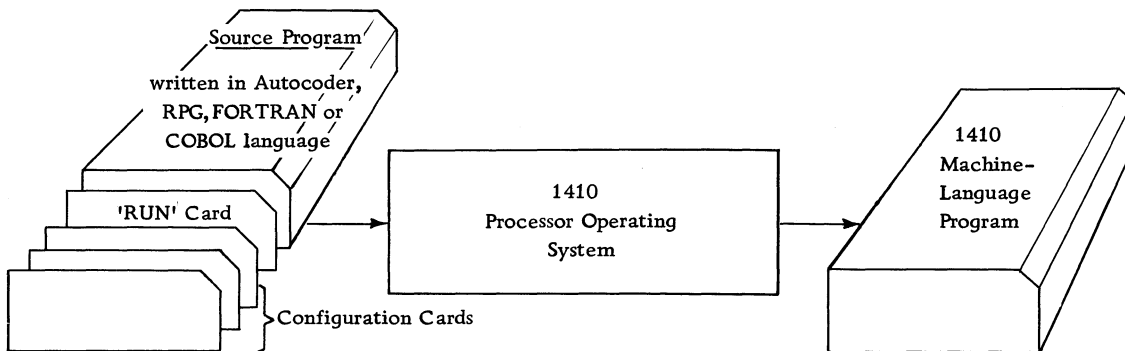 Source Program
written in Autocoder,
RPG, FORTRAN or
COBOL language
'RUN' Card
Configuration Cards
1410
Processor Operating
System
1410
Machine-
Language
Program